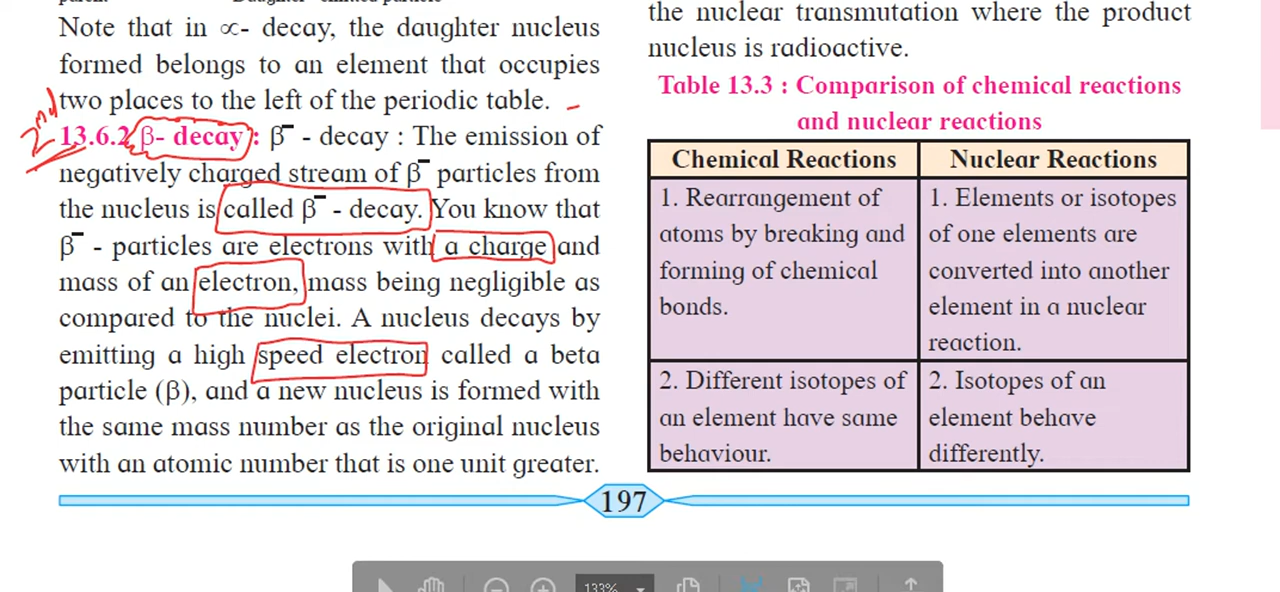 Note that in ∝- decay, the daughter nucleus
formed belongs to an element that occupies
two places to the left of the periodic table.
2nd
13.6.2 β- decay : β⁻ - decay : The emission of
negatively charged stream of β⁻ particles from
the nucleus is called β⁻ - decay. You know that
β⁻ - particles are electrons with a charge and
mass of an electron, mass being negligible as
compared to the nuclei. A nucleus decays by
emitting a high speed electron called a beta
particle (β), and a new nucleus is formed with
the same mass number as the original nucleus
with an atomic number that is one unit greater.
the nuclear transmutation where the product
nucleus is radioactive.
Table 13.3 : Comparison of chemical reactions
and nuclear reactions
Chemical Reactions
Nuclear Reactions
1. Rearrangement of
atoms by breaking and
forming of chemical
bonds.
1. Elements or isotopes
of one elements are
converted into another
element in a nuclear
reaction.
2. Different isotopes of
an element have same
behaviour.
2. Isotopes of an
element behave
differently.
197
133%